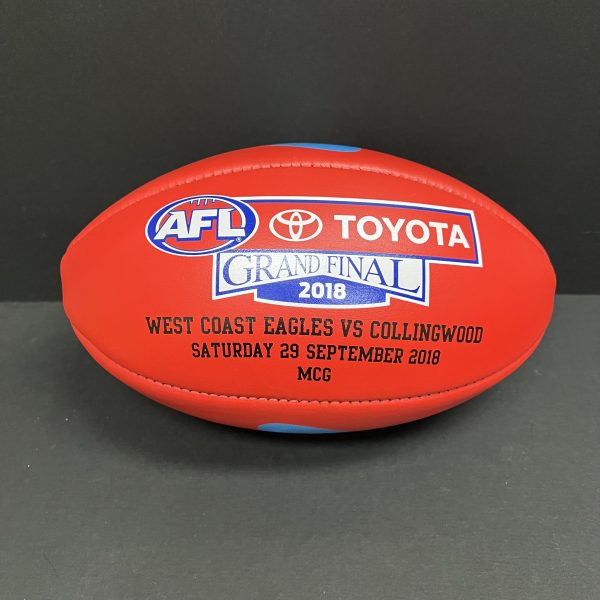 AFL TOYOTA
GRAND FINAL
2018
WEST COAST EAGLES VS COLLINGWOOD
SATURDAY 29 SEPTEMBER 2018
MCG